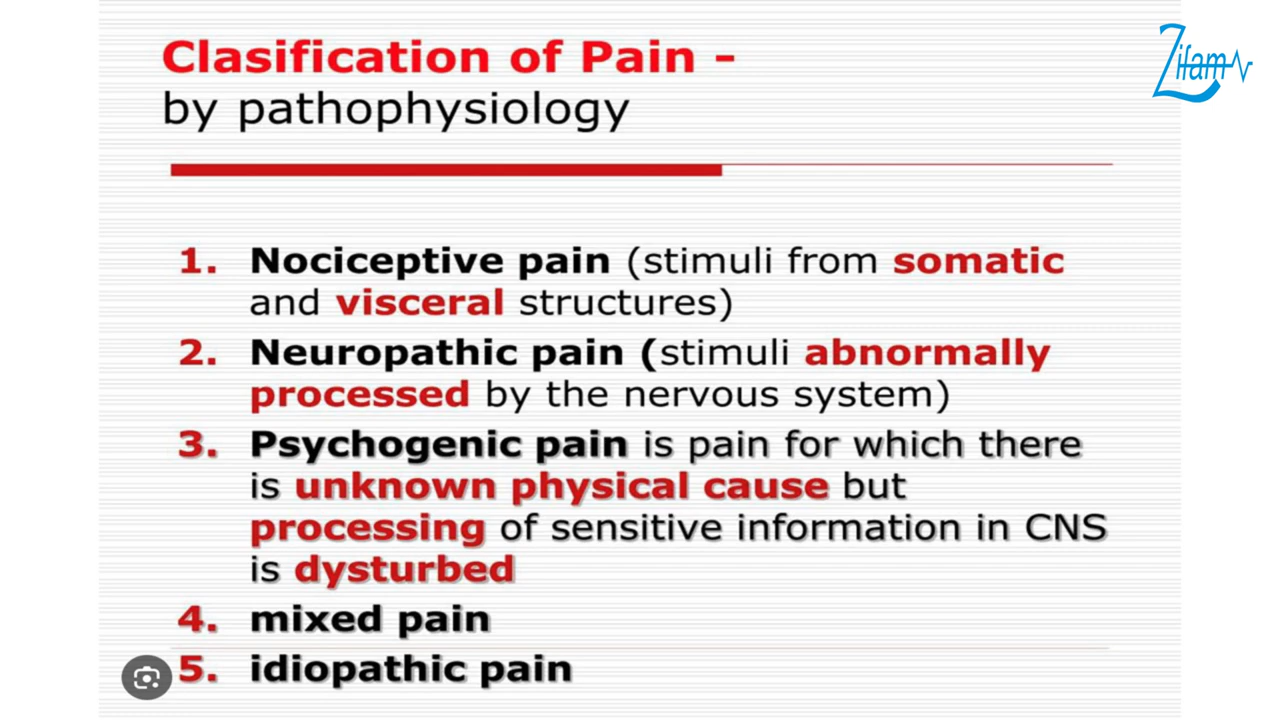 Clasification of Pain -
by pathophysiology
Zifam
1. Nociceptive pain (stimuli from somatic
and visceral structures)
2. Neuropathic pain (stimuli abnormally
processed by the nervous system)
3. Psychogenic pain is pain for which there
is unknown physical cause but
processing of sensitive information in CNS
is dysturbed
4. mixed pain
5. idiopathic pain